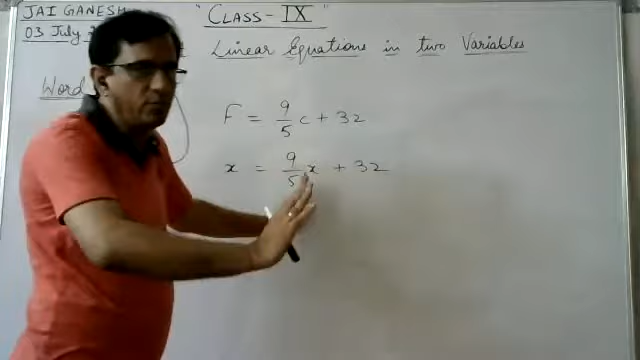 JAI GANESH
" CLASS - IX "
03 July
Linear Equations in two Variables
Word
F = 9/5 c + 32
x = 9/5 x + 32